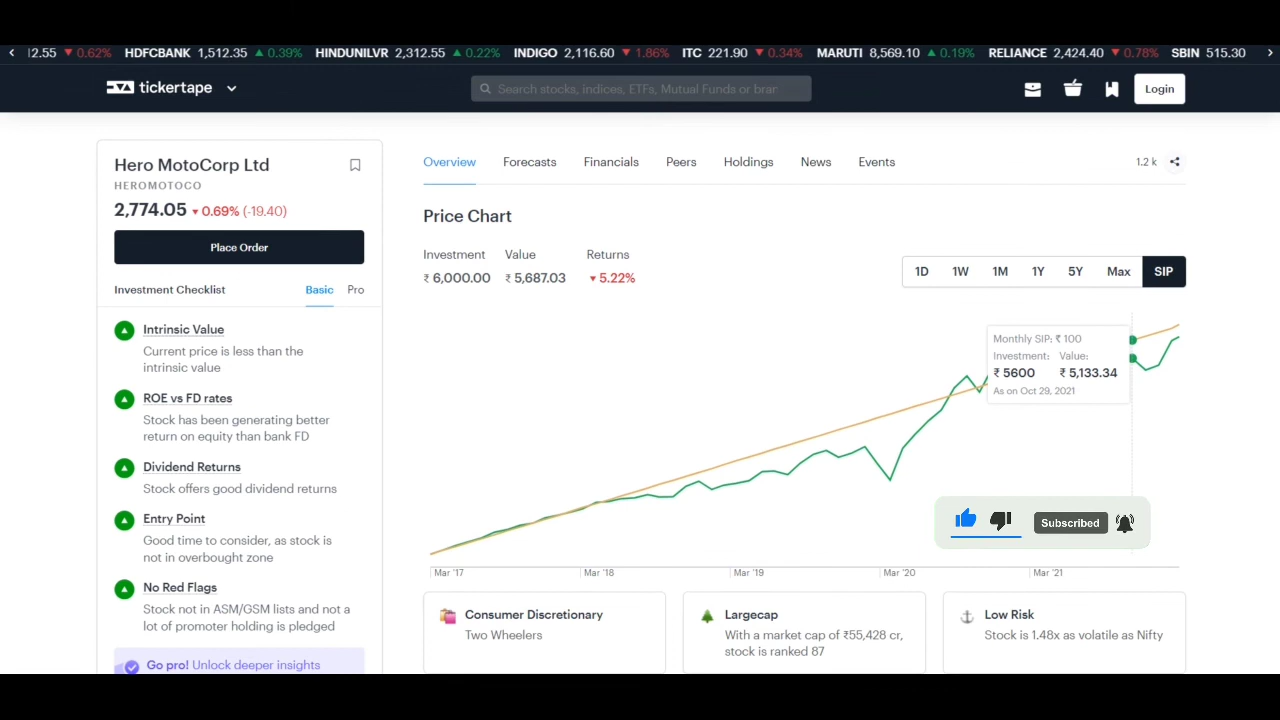 12.55 ▼ 0.62% HDFCBANK 1,512.35 ▲ 0.39% HINDUNILVR 2,312.55 ▲ 0.22% INDIGO 2,116.60 ▼ 1.86% ITC 221.90 ▼ 0.34% MARUTI 8,569.10 ▲ 0.19% RELIANCE 2,424.40 ▼ 0.78% SBIN 515.30
tickertape
Search stocks, indices, ETFs, Mutual Funds or bran
Login
Hero MotoCorp Ltd
HEROMOTOCO
2,774.05 ▼ 0.69% (-19.40)
Place Order
Investment Checklist Basic Pro
Intrinsic Value
Current price is less than the
intrinsic value
ROE vs FD rates
Stock has been generating better
return on equity than bank FD
Dividend Returns
Stock offers good dividend returns
Entry Point
Good time to consider, as stock is
not in overbought zone
No Red Flags
Stock not in ASM/GSM lists and not a
lot of promoter holding is pledged
Go pro! Unlock deeper insights
Overview Forecasts Financials Peers Holdings News Events 1.2 k
Price Chart
Investment Value Returns
₹ 6,000.00 ₹ 5,687.03 ▼ 5.22%
1D 1W 1M 1Y 5Y Max SIP
Monthly SIP: ₹ 100
Investment: Value:
₹ 5600 ₹ 5,133.34
As on Oct 29, 2021
Subscribed
Mar '17 Mar '18 Mar '19 Mar '20 Mar '21
Consumer Discretionary
Two Wheelers
Largecap
With a market cap of ₹55,428 cr,
stock is ranked 87
Low Risk
Stock is 1.48x as volatile as Nifty